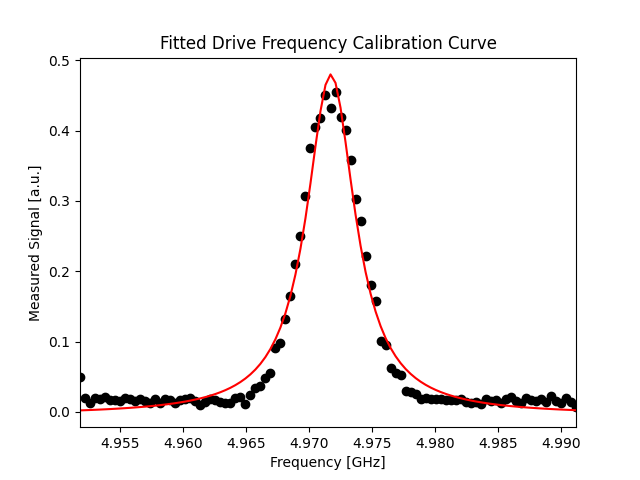 Fitted Drive Frequency Calibration Curve
0.5
0.4
0.3
0.2
0.1
0.0
Measured Signal [a.u.]
4.955 4.960 4.965 4.970 4.975 4.980 4.985 4.990
Frequency [GHz]